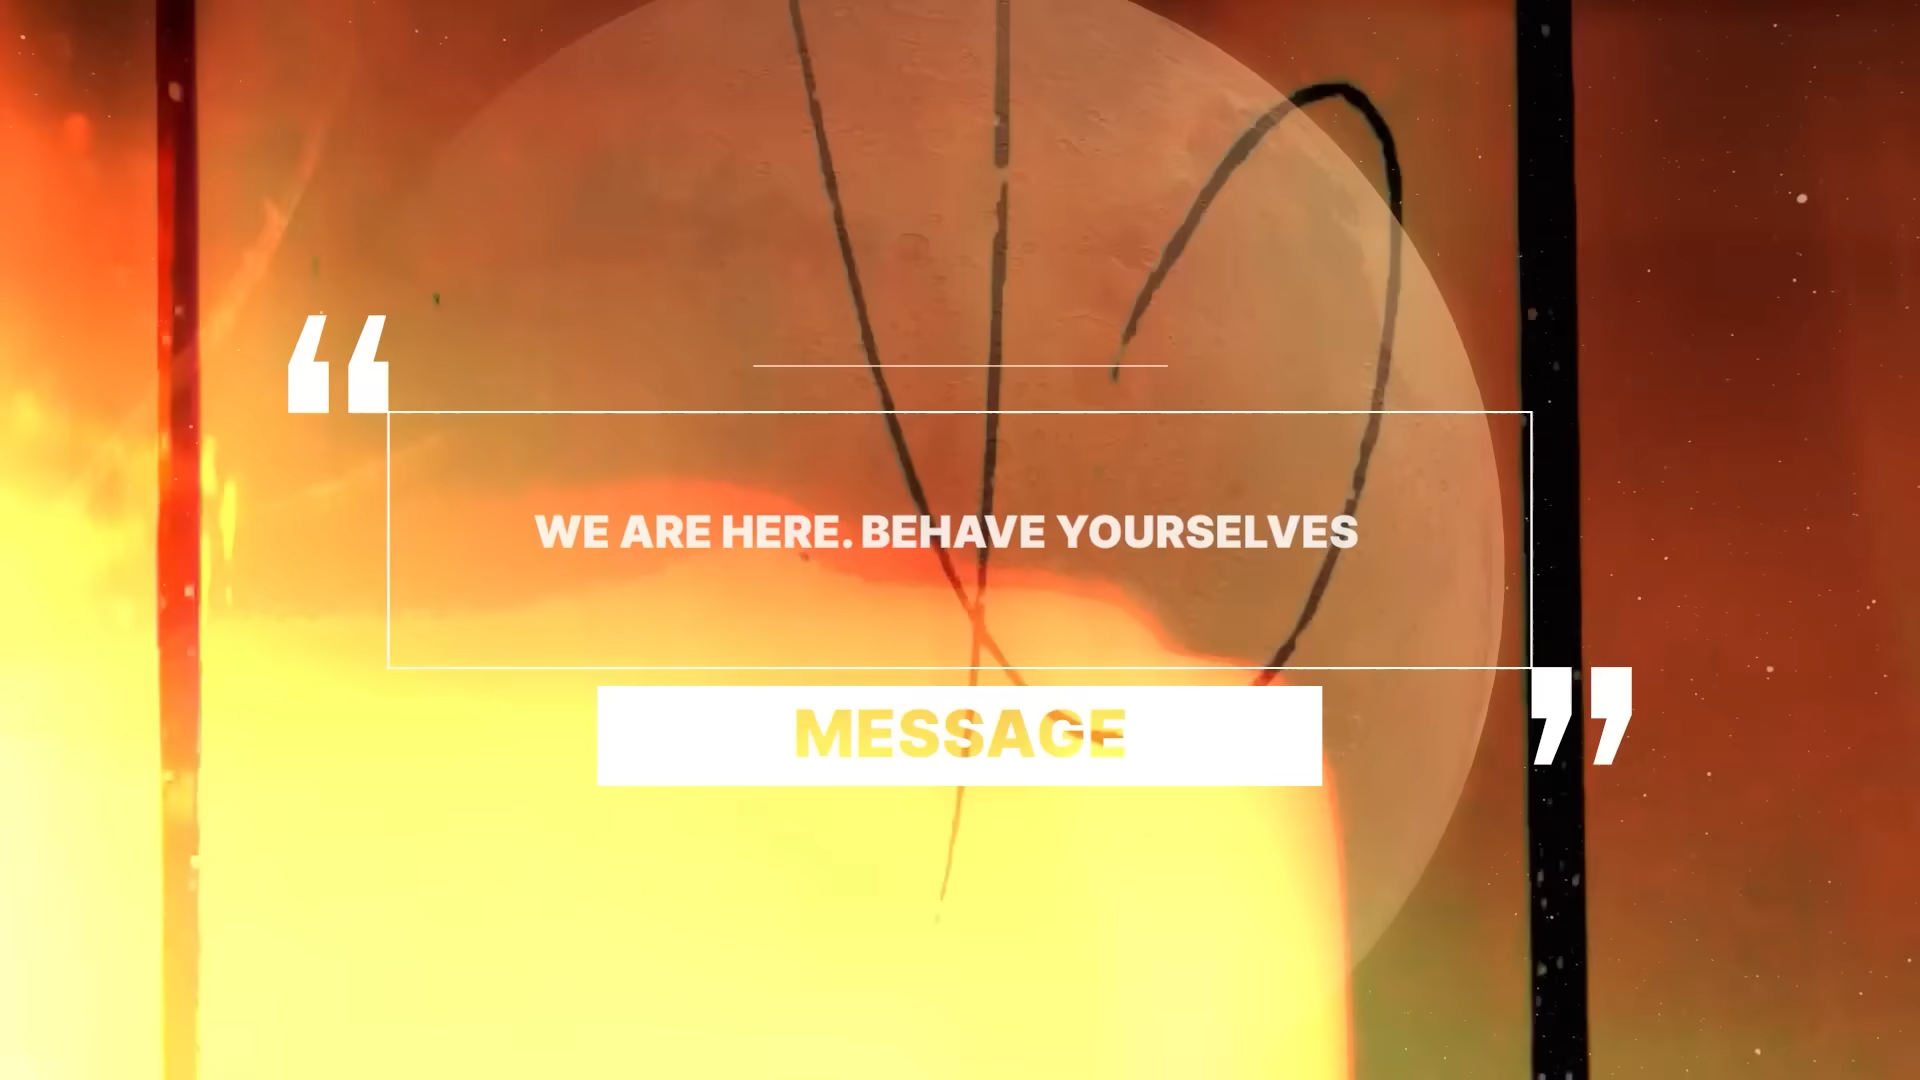 “
WE ARE HERE. BEHAVE YOURSELVES
MESSAGE
”